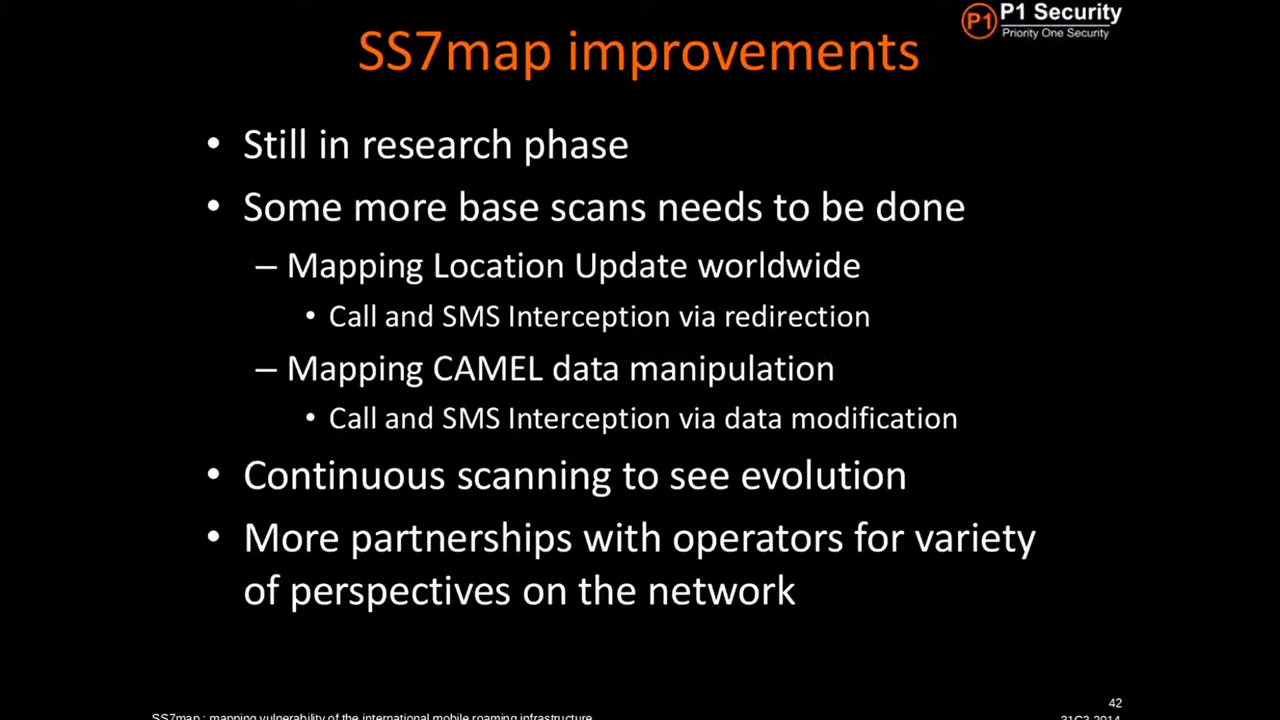 P1 Security
P1
Priority One Security
SS7map improvements
• Still in research phase
• Some more base scans needs to be done
– Mapping Location Update worldwide
• Call and SMS Interception via redirection
– Mapping CAMEL data manipulation
• Call and SMS Interception via data modification
• Continuous scanning to see evolution
• More partnerships with operators for variety
of perspectives on the network
42
SS7map : mapping vulnerability of the international mobile roaming infrastructure
31C3 2014